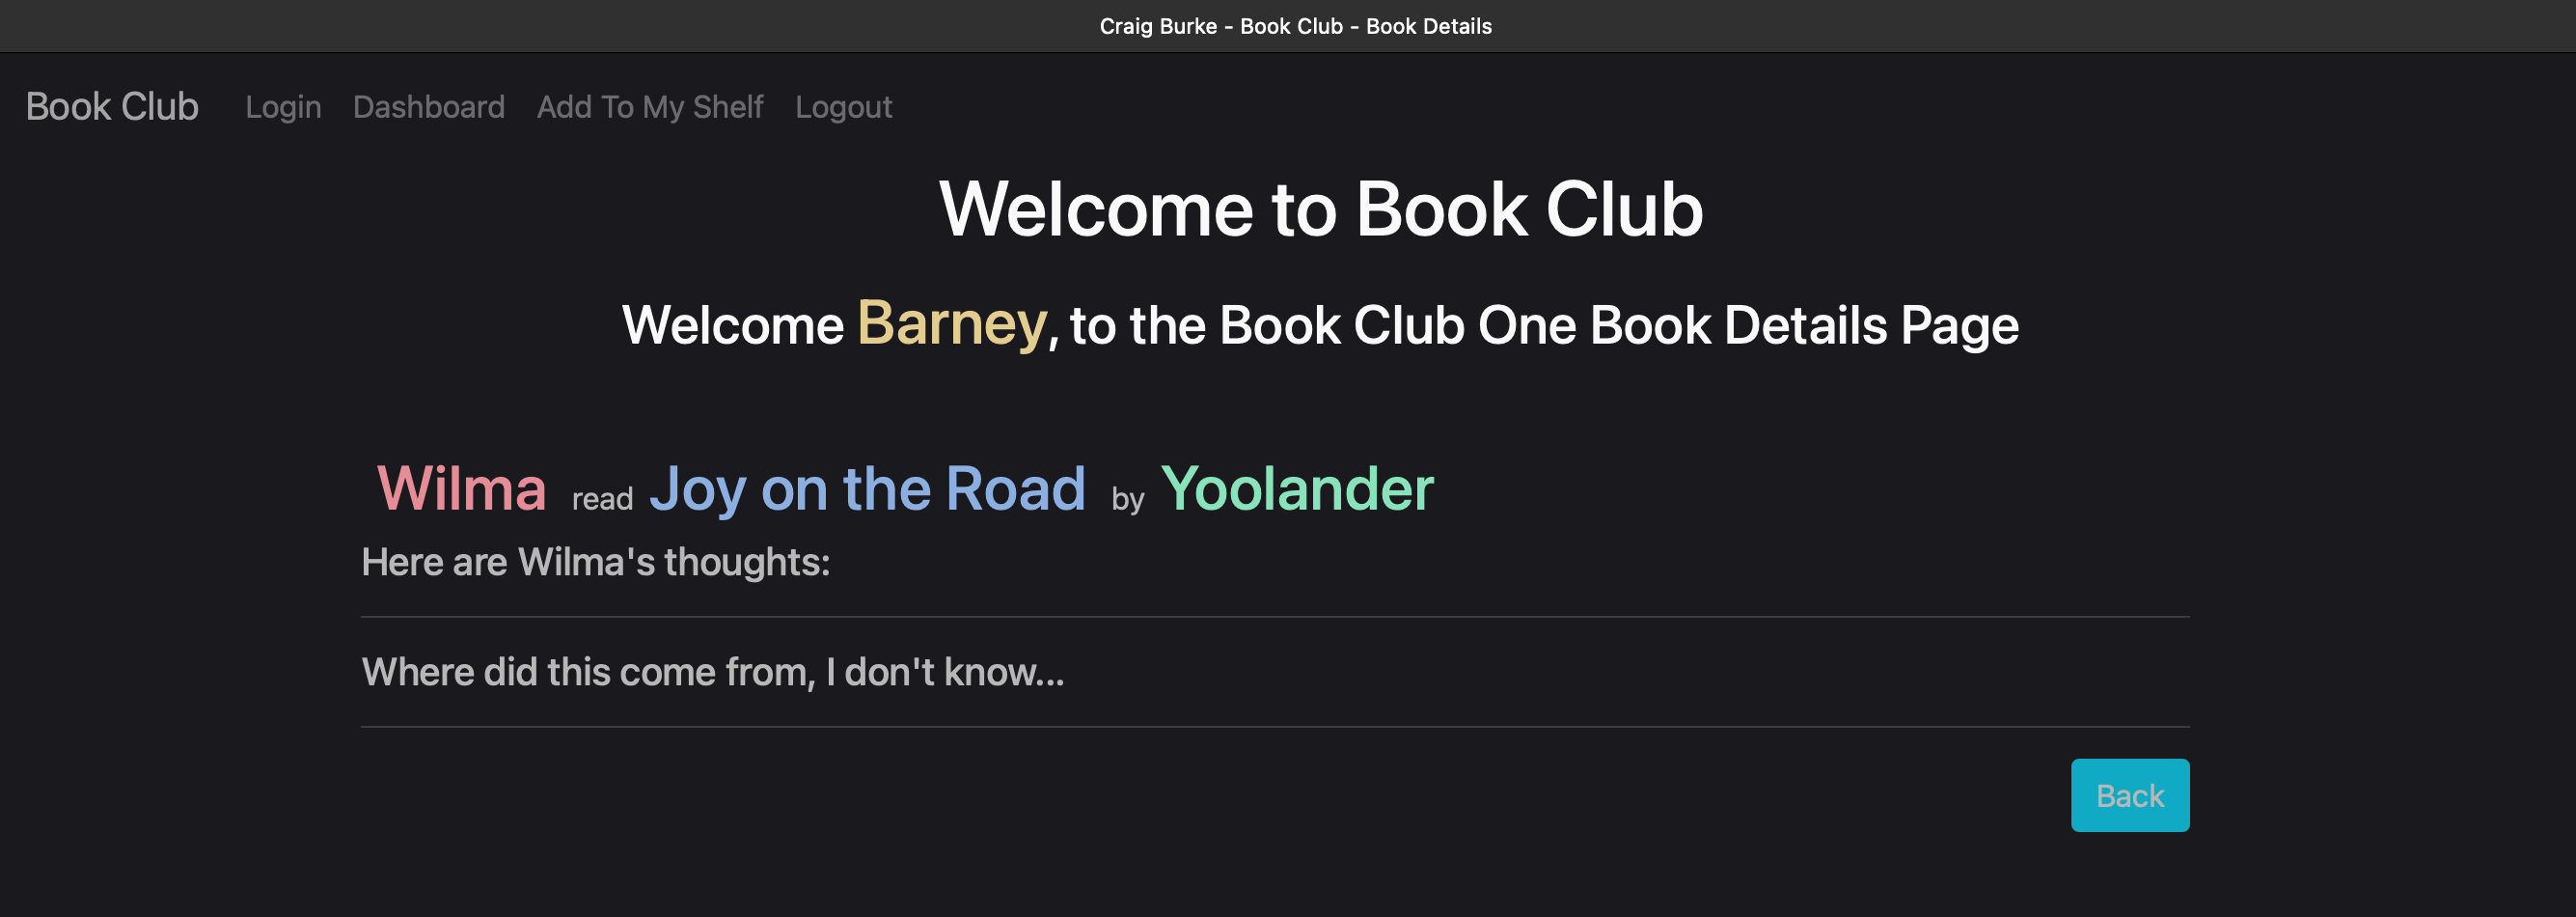 Craig Burke - Book Club - Book Details
Book Club Login Dashboard Add To My Shelf Logout
Welcome to Book Club
Welcome Barney, to the Book Club One Book Details Page
Wilma read Joy on the Road by Yoolander
Here are Wilma's thoughts:
Where did this come from, I don't know...
Back